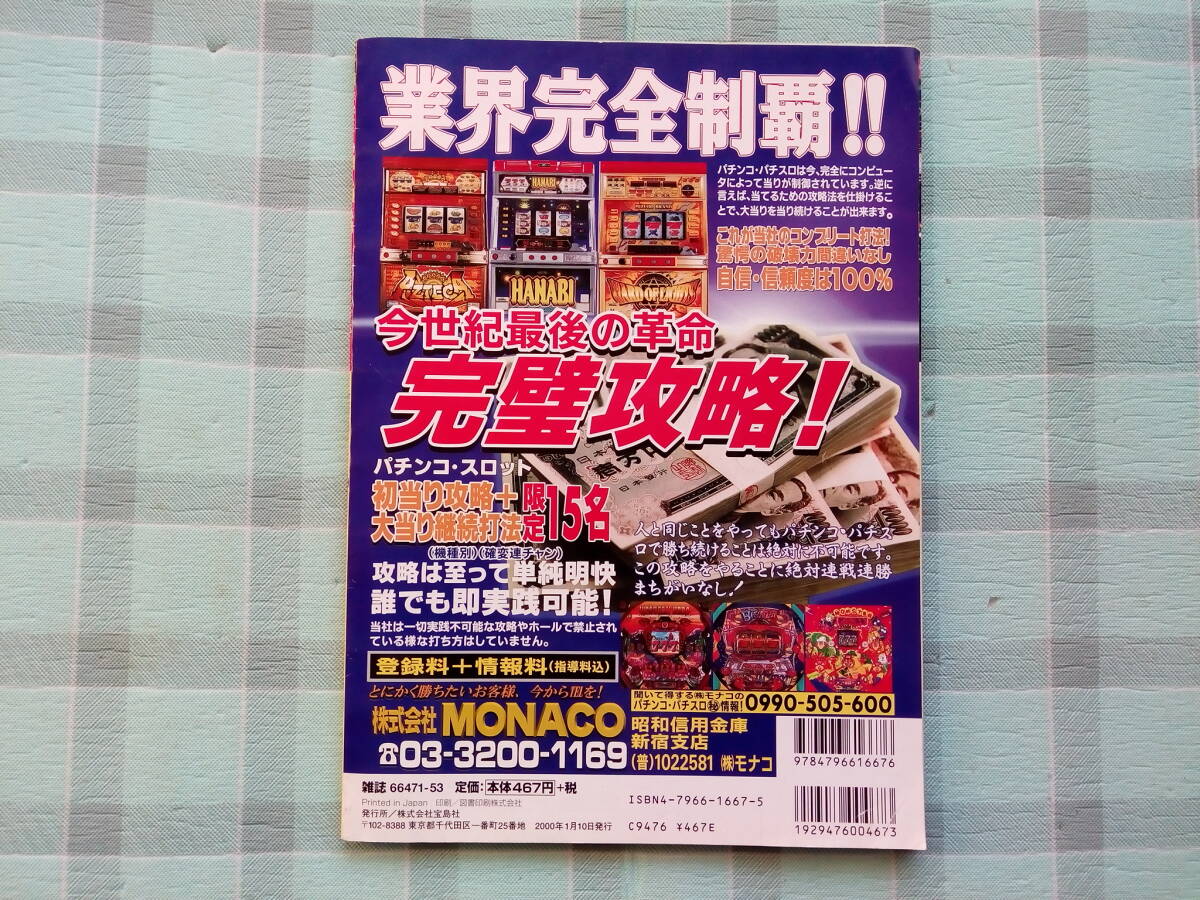 業界完全制覇!!
パチンコ・パチスロは今、完全にコンピュー
タによって当りが制御されています。逆に
言えば、当てるための攻略法を仕掛けるこ
とで、大当りを当り続けることが出来ます。
これが当社のコンプリート打法!
驚愕の破壊力間違いなし
自信・信頼度は100%
HANABI
AZTECA
HANABI
WARD OF LIGHTS
今世紀最後の革命
完璧攻略!
パチンコ・スロット
初当り攻略+
大当り継続打法
限定15名
(機種別)(確変連チャン)
攻略は至って単純明快
誰でも即実践可能!
当社は一切実践不可能な攻略やホールで禁止され
ている様な打ち方はしていません。
人と同じことをやってもパチンコ・パチス
ロで勝ち続けることは絶対に不可能です。
この攻略をやることに絶対連戦連勝
まちがいなし!
登録料+情報料(指導料込)
とにかく勝ちたいお客様、今からTELを!
株式会社 MONACO
☎03-3200-1169
聞いて得する㈱モナコの
パチンコ・パチスロ㊙情報!
0990-505-600
昭和信用金庫
新宿支店
(普)1022581 ㈱モナコ
9784796616676
雑誌 66471-53 定価:本体467円+税
Printed in Japan 印刷/図書印刷株式会社
発行所/株式会社宝島社
〒102-8388 東京都千代田区一番町25番地 2000年1月10日発行
ISBN4-7966-1667-5
C9476 ¥467E
1929476004673